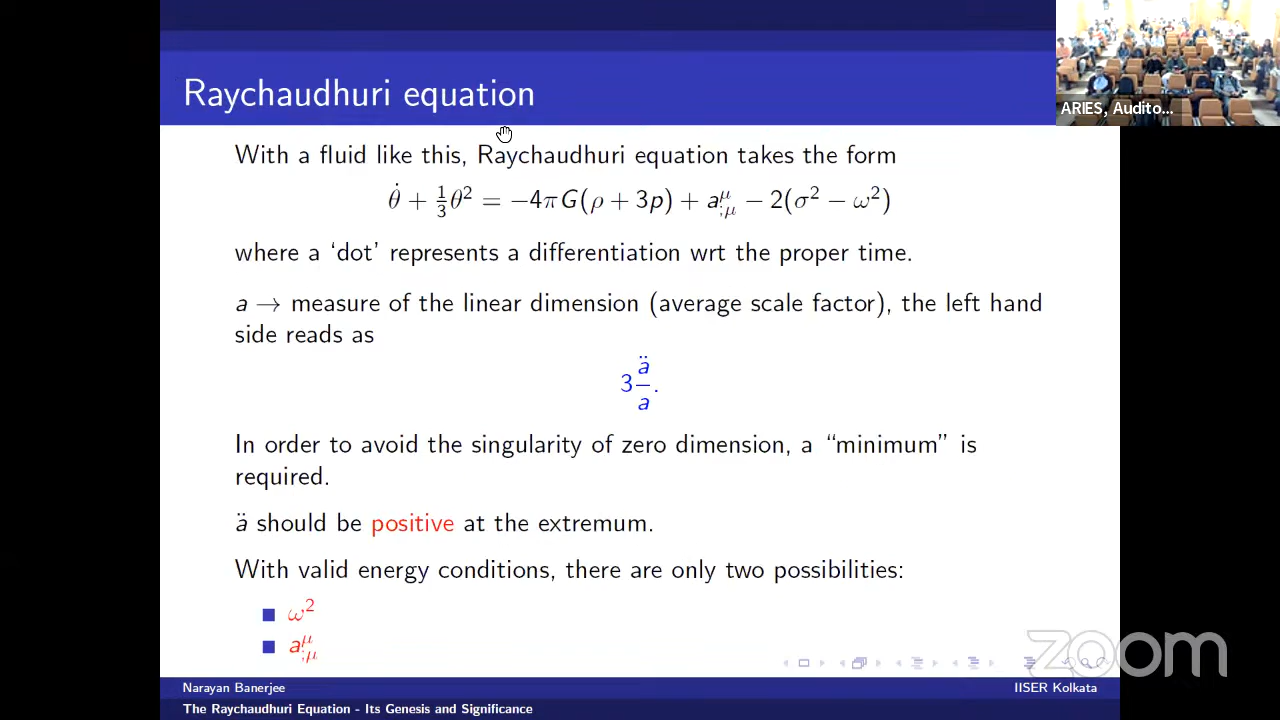 Raychaudhuri equation
ARIES, Audito...
With a fluid like this, Raychaudhuri equation takes the form
θ̇ + ⅓θ² = −4πG(ρ + 3p) + a^μ_;μ − 2(σ² − ω²)
where a ‘dot’ represents a differentiation wrt the proper time.
a → measure of the linear dimension (average scale factor), the left hand
side reads as
3 ä/a.
In order to avoid the singularity of zero dimension, a “minimum” is
required.
ä should be positive at the extremum.
With valid energy conditions, there are only two possibilities:
ω²
a^μ_;μ
zoom
Narayan Banerjee
IISER Kolkata
The Raychaudhuri Equation - Its Genesis and Significance